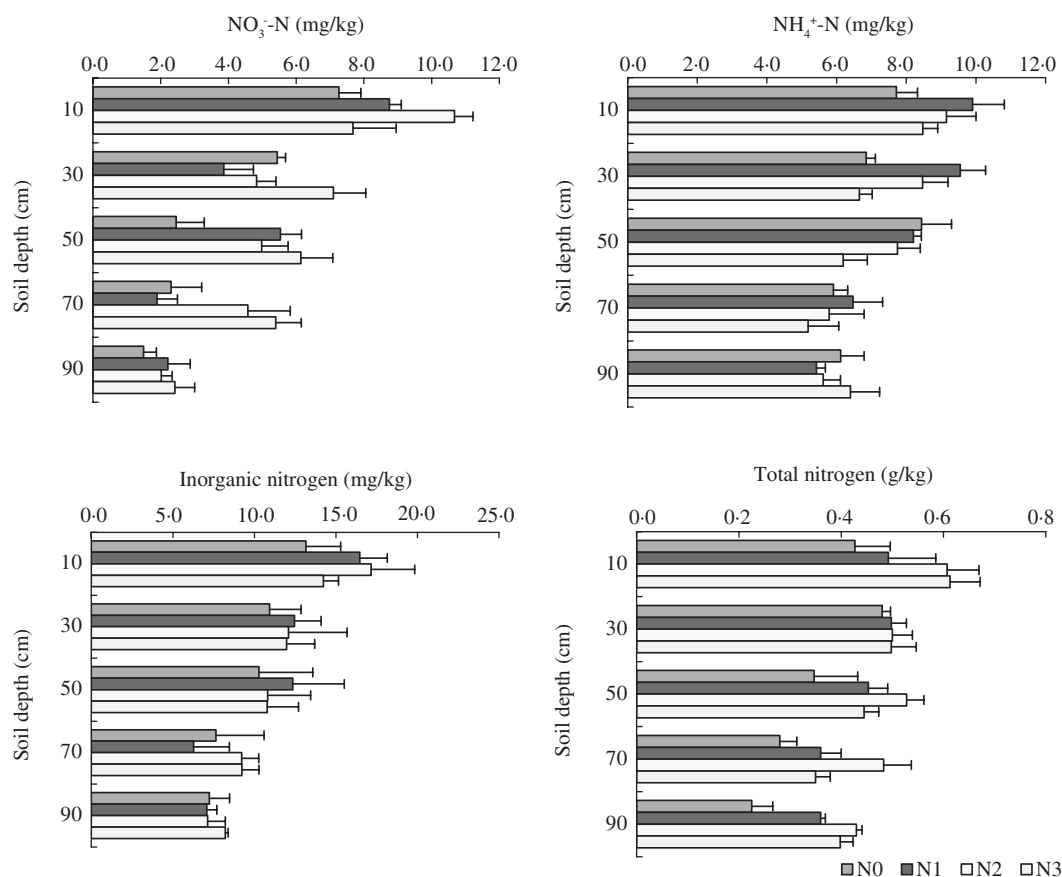 NO₃⁻-N (mg/kg)
0·0 2·0 4·0 6·0 8·0 10·0 12·0
Soil depth (cm)
10
30
50
70
90
NH₄⁺-N (mg/kg)
0·0 2·0 4·0 6·0 8·0 10·0 12·0
Soil depth (cm)
10
30
50
70
90
Inorganic nitrogen (mg/kg)
0·0 5·0 10·0 15·0 20·0 25·0
Soil depth (cm)
10
30
50
70
90
Total nitrogen (g/kg)
0·0 0·2 0·4 0·6 0·8
Soil depth (cm)
10
30
50
70
90
N0 N1 N2 N3